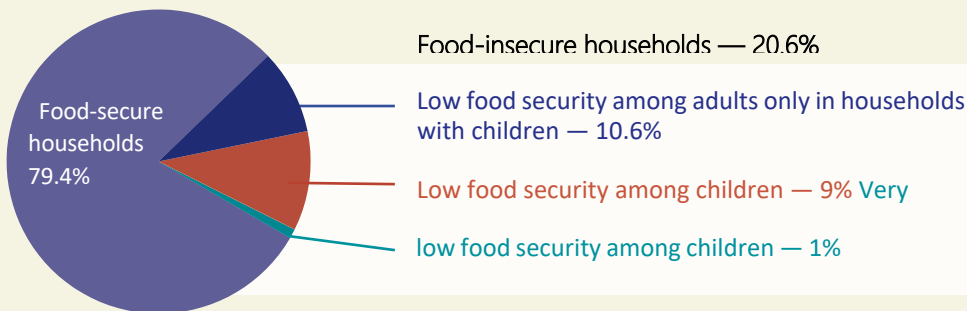 Food-insecure households — 20.6%
Food-secure
households
79.4%
Low food security among adults only in households
with children — 10.6%
Low food security among children — 9% Very
low food security among children — 1%